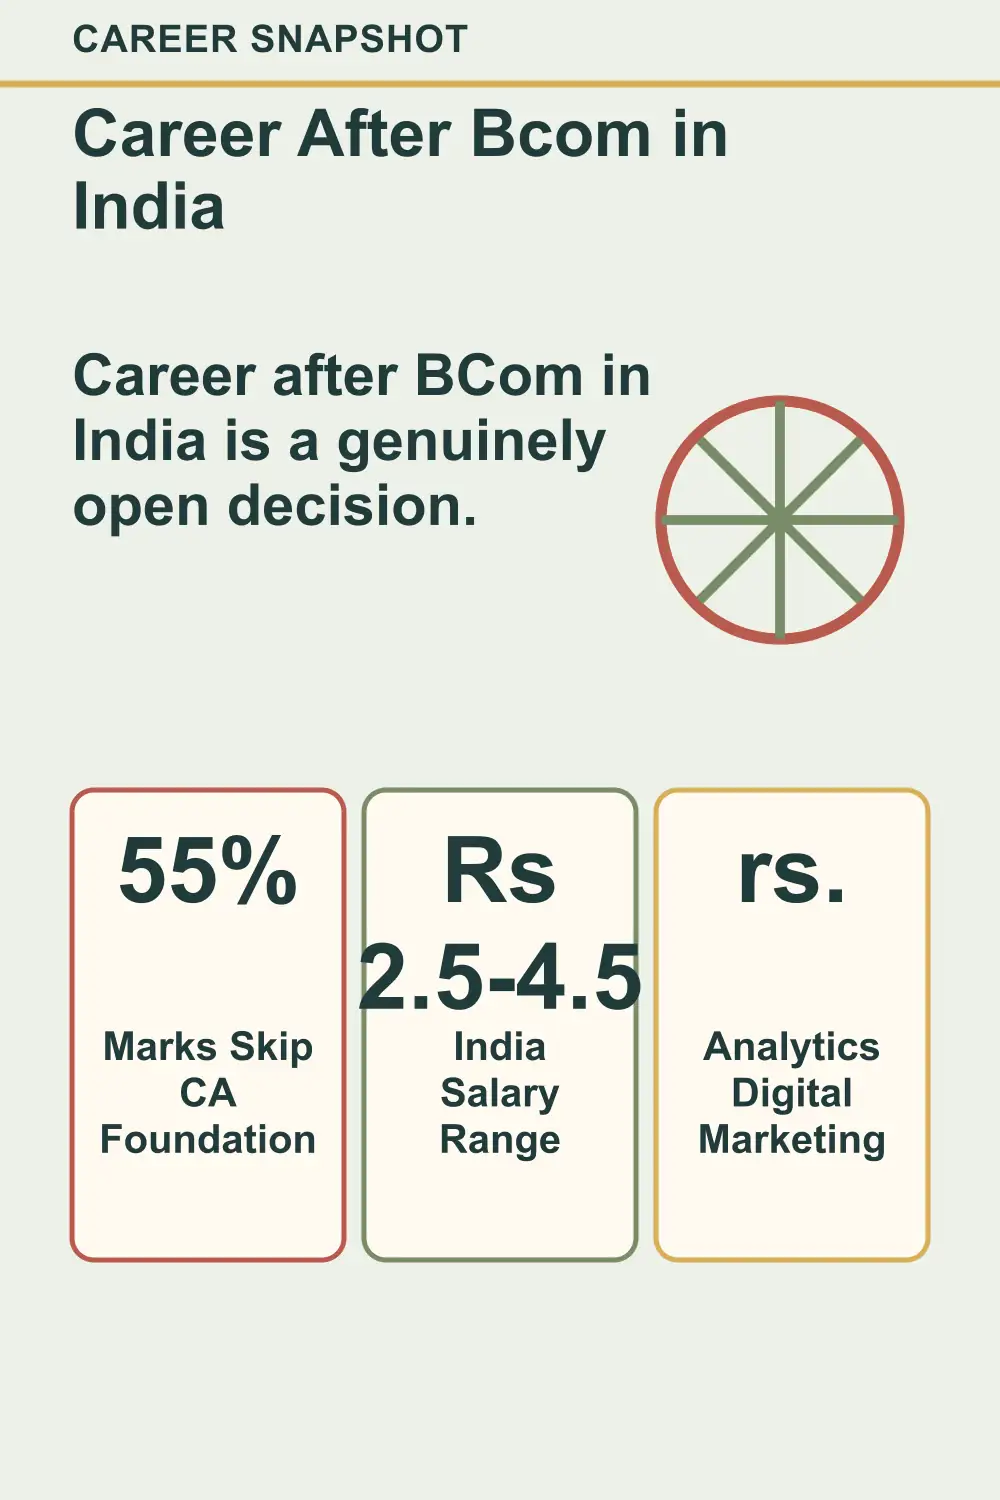 CAREER SNAPSHOT
Career After Bcom in
India
Career after BCom in
India is a genuinely
open decision.
55%
Marks Skip
CA
Foundation
Rs
2.5-4.5
India
Salary
Range
rs.
Analytics
Digital
Marketing